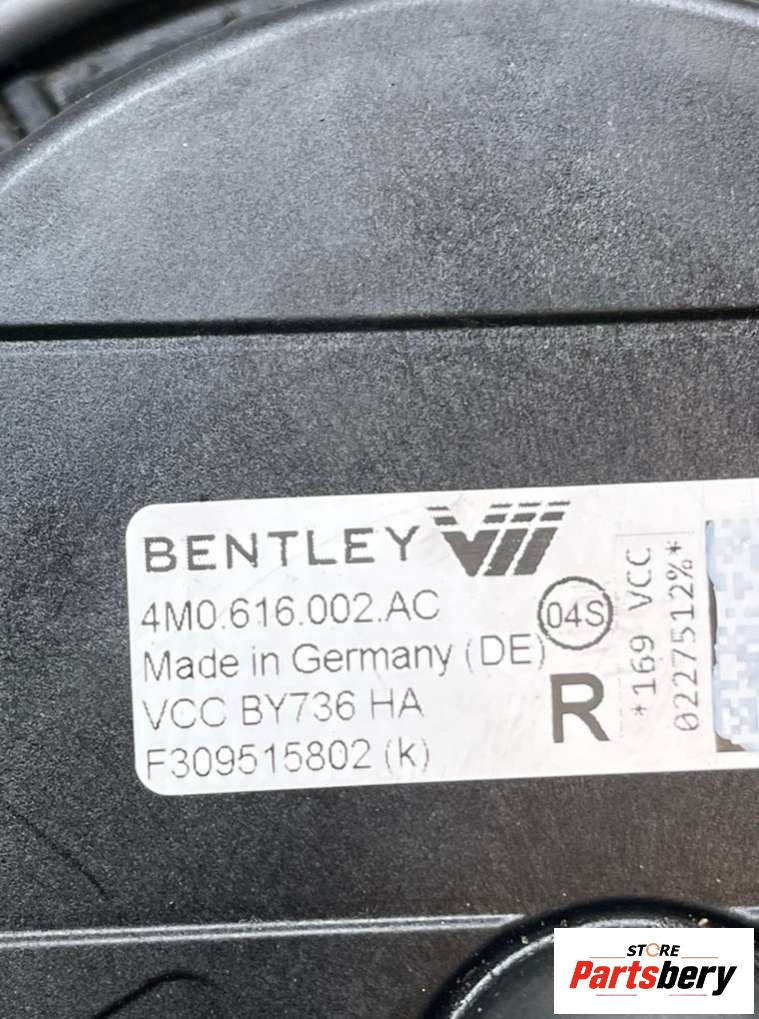 BENTLEY
4M0.616.002.AC
04S
Made in Germany (DE)
VCC BY736 HA
R
F309515802 (k)
*169 VCC
0227512%*
STORE
Partsbery